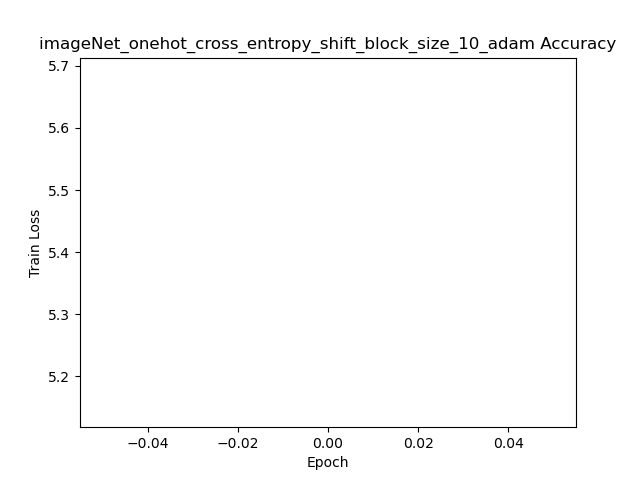 imageNet_onehot_cross_entropy_shift_block_size_10_adam Accuracy
5.7
5.6
5.5
5.4
5.3
5.2
Train Loss
−0.04 −0.02 0.00 0.02 0.04
Epoch